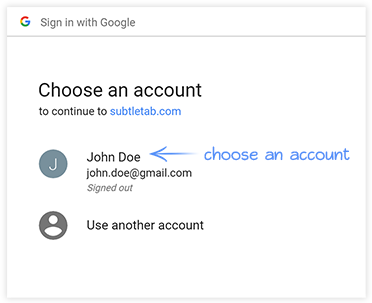 Sign in with Google
Choose an account
to continue to subtletab.com
J
John Doe
choose an account
john.doe@gmail.com
Signed out
Use another account